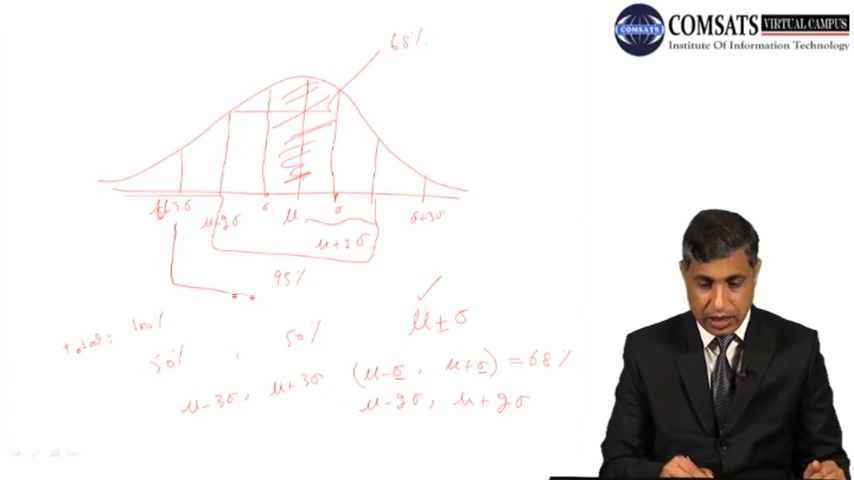 COMSATS VIRTUAL CAMPUS
COMSATS
Institute Of Information Technology
68%
μ-2σ σ μ σ σ+3σ
μ+2σ
95%
total: 100%
50% , 50%
μ±σ
(μ-σ , μ+σ) = 68%
μ-3σ, μ+3σ
μ-2σ, μ+2σ